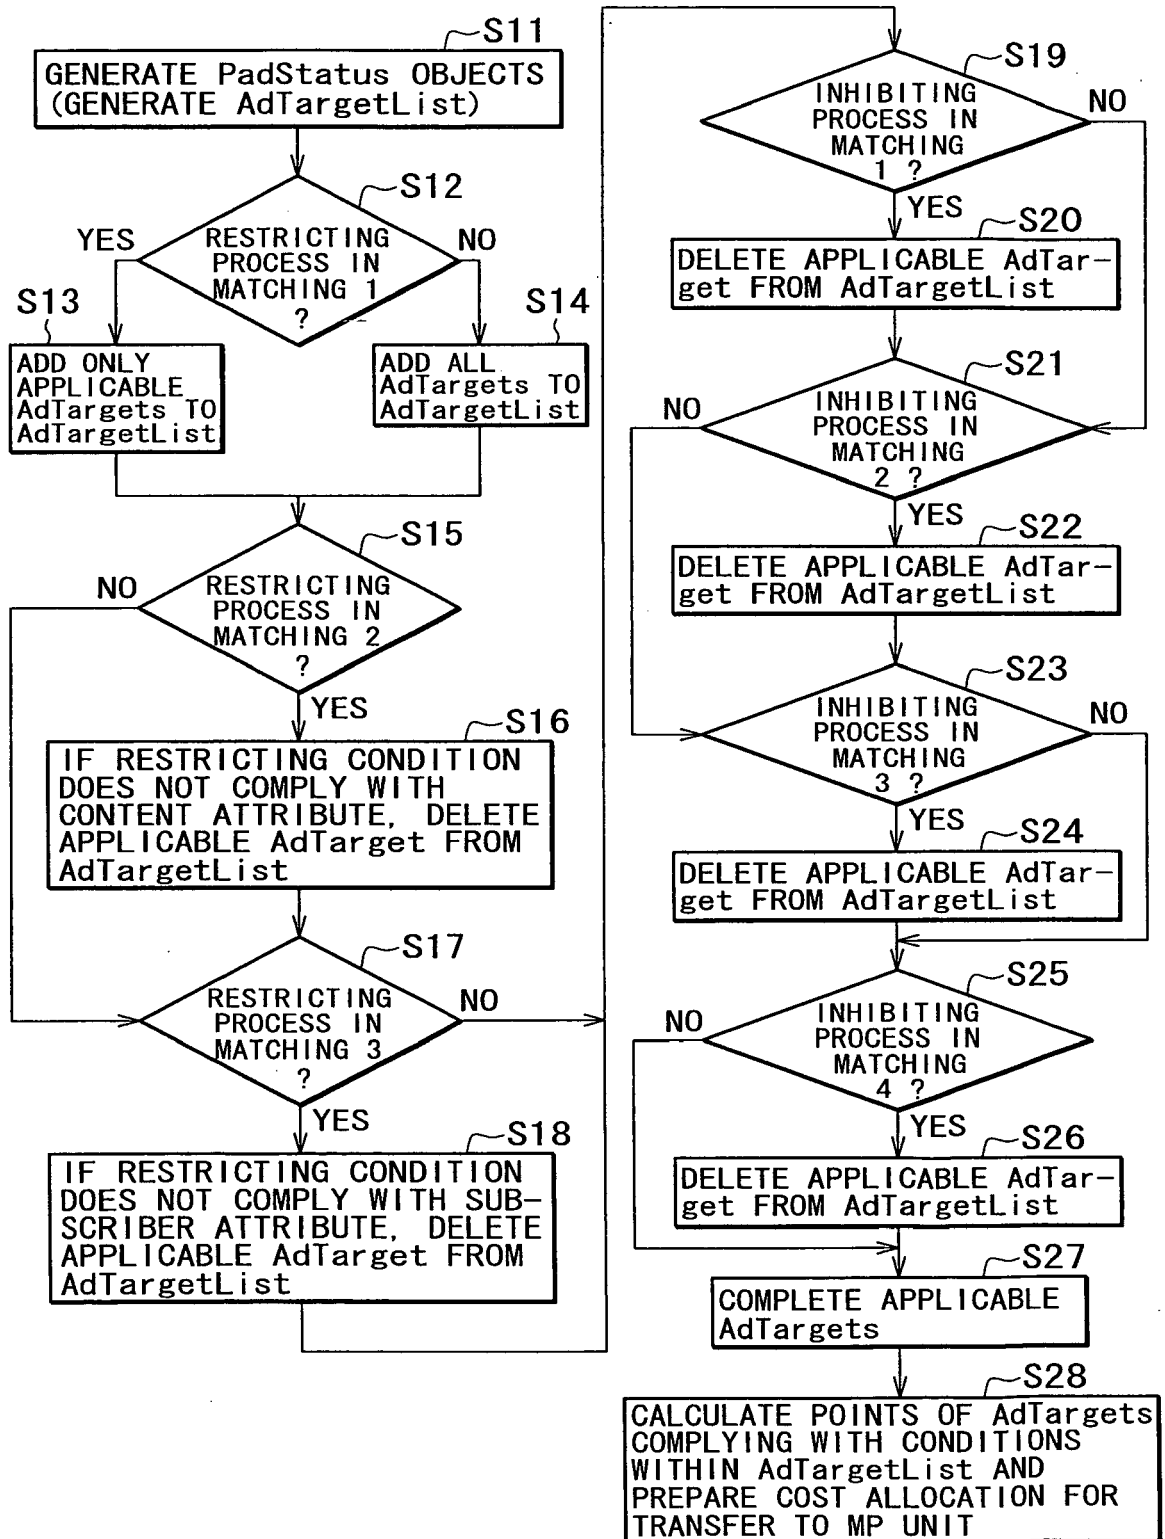 S11
GENERATE PadStatus OBJECTS
(GENERATE AdTargetList)
S12
YES
RESTRICTING
PROCESS IN
MATCHING 1
?
NO
S13
ADD ONLY
APPLICABLE
AdTargets TO
AdTargetList
S14
ADD ALL
AdTargets TO
AdTargetList
S15
NO
RESTRICTING
PROCESS IN
MATCHING 2
?
YES
S16
IF RESTRICTING CONDITION
DOES NOT COMPLY WITH
CONTENT ATTRIBUTE, DELETE
APPLICABLE AdTarget FROM
AdTargetList
S17
RESTRICTING
PROCESS IN
MATCHING 3
?
NO
YES
S18
IF RESTRICTING CONDITION
DOES NOT COMPLY WITH SUB-
SCRIBER ATTRIBUTE, DELETE
APPLICABLE AdTarget FROM
AdTargetList
S19
INHIBITING
PROCESS IN
MATCHING
1 ?
NO
YES
S20
DELETE APPLICABLE AdTar-
get FROM AdTargetList
S21
NO
INHIBITING
PROCESS IN
MATCHING
2 ?
YES
S22
DELETE APPLICABLE AdTar-
get FROM AdTargetList
S23
INHIBITING
PROCESS IN
MATCHING
3 ?
NO
YES
S24
DELETE APPLICABLE AdTar-
get FROM AdTargetList
S25
NO
INHIBITING
PROCESS IN
MATCHING
4 ?
YES
S26
DELETE APPLICABLE AdTar-
get FROM AdTargetList
S27
COMPLETE APPLICABLE
AdTargets
S28
CALCULATE POINTS OF AdTargets
COMPLYING WITH CONDITIONS
WITHIN AdTargetList AND
PREPARE COST ALLOCATION FOR
TRANSFER TO MP UNIT